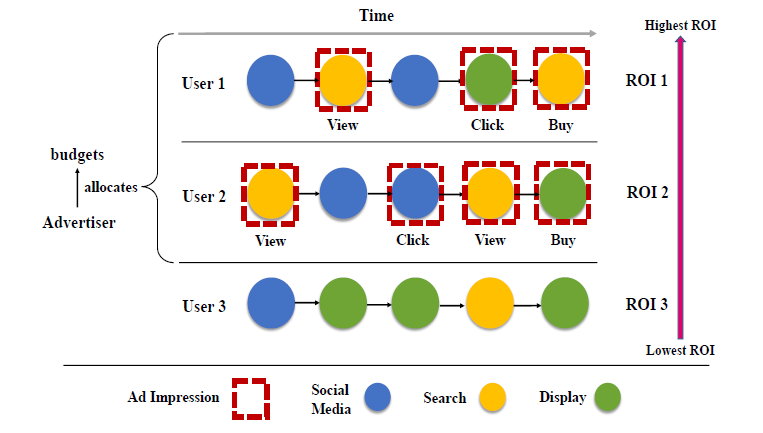 Time
Highest ROI
User 1
ROI 1
View
Click
Buy
budgets
allocates
Advertiser
User 2
ROI 2
View
Click
View
Buy
User 3
ROI 3
Lowest ROI
Ad Impression
Social
Media
Search
Display